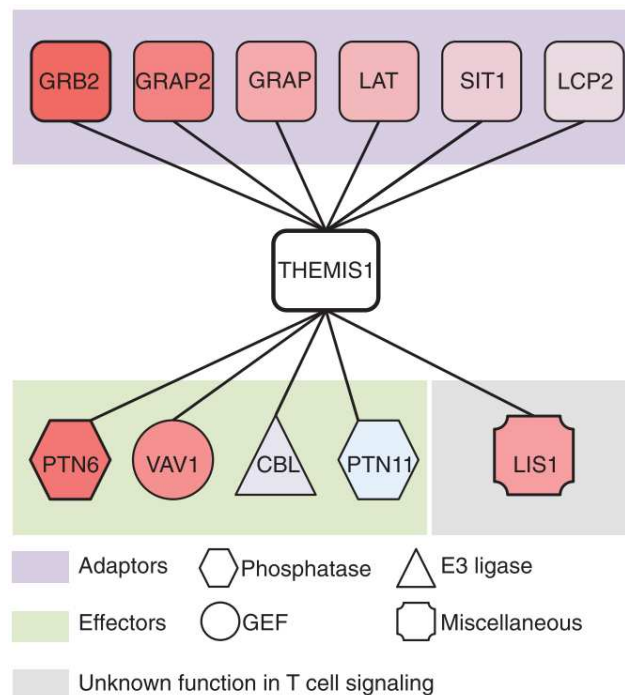 GRB2 GRAP2 GRAP LAT SIT1 LCP2
THEMIS1
PTN6 VAV1 CBL PTN11 LIS1
Adaptors Phosphatase E3 ligase
Effectors GEF Miscellaneous
Unknown function in T cell signaling